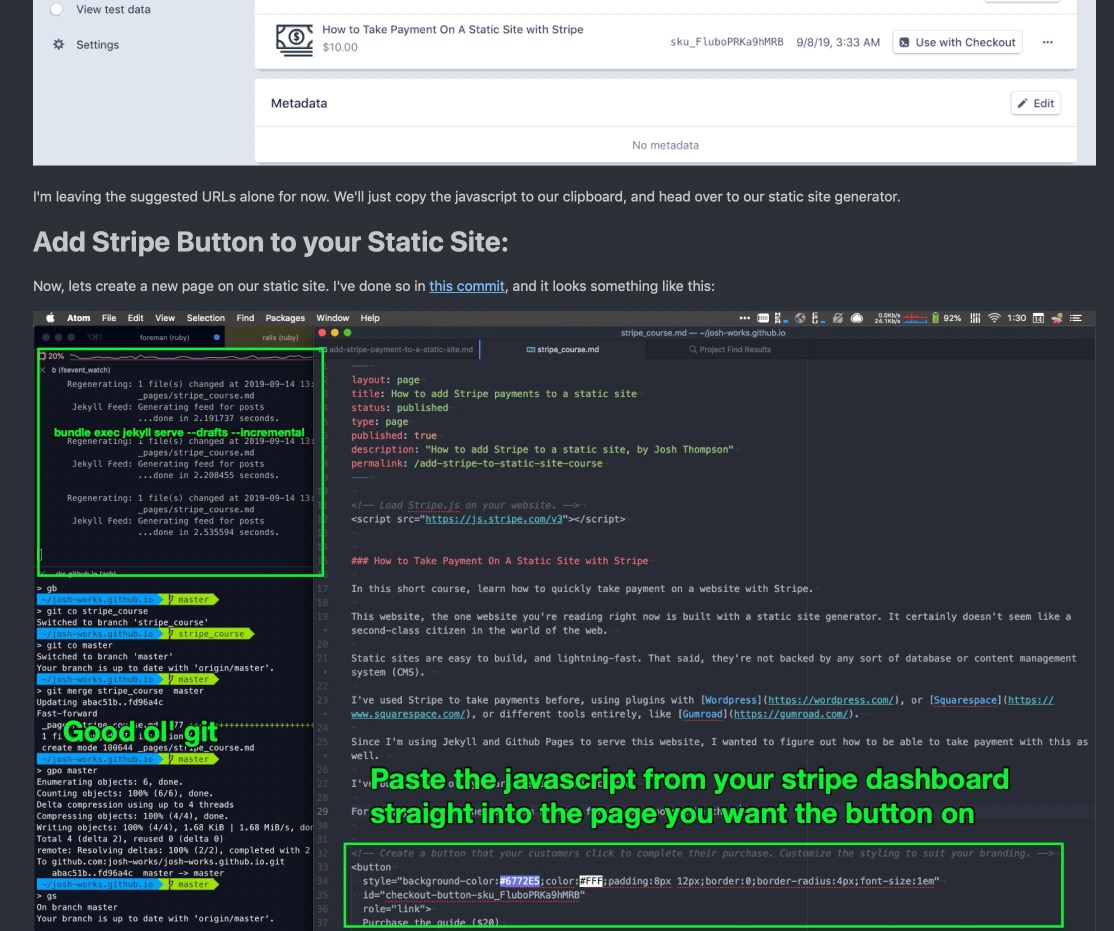 View test data
How to Take Payment On A Static Site with Stripe
$10.00
sku_FluboPRKa9hMRB 9/8/19, 3:33 AM Use with Checkout ...
Settings
Metadata
Edit
No metadata
I'm leaving the suggested URLs alone for now. We'll just copy the javascript to our clipboard, and head over to our static site generator.
Add Stripe Button to your Static Site:
Now, lets create a new page on our static site. I've done so in this commit, and it looks something like this:
Atom File Edit View Selection Find Packages Window Help
0.0Kb/s
24.1Kb/s
92% 1:30
foreman (ruby) rails (ruby)
20%
b (fsevent_watch)
Regenerating: 1 file(s) changed at 2019-09-14 13:
_pages/stripe_course.md
Jekyll Feed: Generating feed for posts
...done in 2.191737 seconds.
bundle exec jekyll serve --drafts --incremental
Regenerating: 1 file(s) changed at 2019-09-14 13:
_pages/stripe_course.md
Jekyll Feed: Generating feed for posts
...done in 2.208455 seconds.
Regenerating: 1 file(s) changed at 2019-09-14 13:
_pages/stripe_course.md
Jekyll Feed: Generating feed for posts
...done in 2.535594 seconds.
> gb
~/josh-works.github.io master
> git co stripe_course
Switched to branch 'stripe_course'
~/josh-works.github.io stripe_course
> git co master
Switched to branch 'master'
Your branch is up to date with 'origin/master'.
~/josh-works.github.io master
> git merge stripe_course master
Updating abac51b..fd96a4c
Fast-forward
Good ol' git
create mode 100644 _pages/stripe_course.md
~/josh-works.github.io master
> gpo master
Enumerating objects: 6, done.
Counting objects: 100% (6/6), done.
Delta compression using up to 4 threads
Compressing objects: 100% (4/4), done.
Writing objects: 100% (4/4), 1.68 KiB | 1.68 MiB/s, don
Total 4 (delta 2), reused 0 (delta 0)
remote: Resolving deltas: 100% (2/2), completed with 2
To github.com:josh-works/josh-works.github.io.git
abac51b..fd96a4c master -> master
~/josh-works.github.io master
> gs
On branch master
Your branch is up to date with 'origin/master'.
stripe_course.md — ~/josh-works.github.io
add-stripe-payment-to-a-static-site.md stripe_course.md Project Find Results
layout: page
title: How to add Stripe payments to a static site
status: published
type: page
published: true
description: "How to add Stripe to a static site, by Josh Thompson"
permalink: /add-stripe-to-static-site-course
<!-- Load Stripe.js on your website. -->
<script src="https://js.stripe.com/v3"></script>
### How to Take Payment On A Static Site with Stripe
17 In this short course, learn how to quickly take payment on a website with Stripe.
18
19 This website, the one website you're reading right now is built with a static site generator. It certainly doesn't seem like a
second-class citizen in the world of the web.
20
21 Static sites are easy to build, and lightning-fast. That said, they're not backed by any sort of database or content management
system (CMS).
22
23 I've used Stripe to take payments before, using plugins with [Wordpress](https://wordpress.com/), or [Squarespace](https://
www.squarespace.com/), or different tools entirely, like [Gumroad](https://gumroad.com/).
24
25 Since I'm using Jekyll and Github Pages to serve this website, I wanted to figure out how to be able to take payment with this as
well.
26
27
28
29
30
31
Paste the javascript from your stripe dashboard
straight into the page you want the button on
32 <!-- Create a button that your customers click to complete their purchase. Customize the styling to suit your branding. -->
33 <button
34 style="background-color:#6772E5;color:#FFF;padding:8px 12px;border:0;border-radius:4px;font-size:1em"
35 id="checkout-button-sku_FluboPRKa9hMRB"
36 role="link">
37 Purchase the guide ($20)